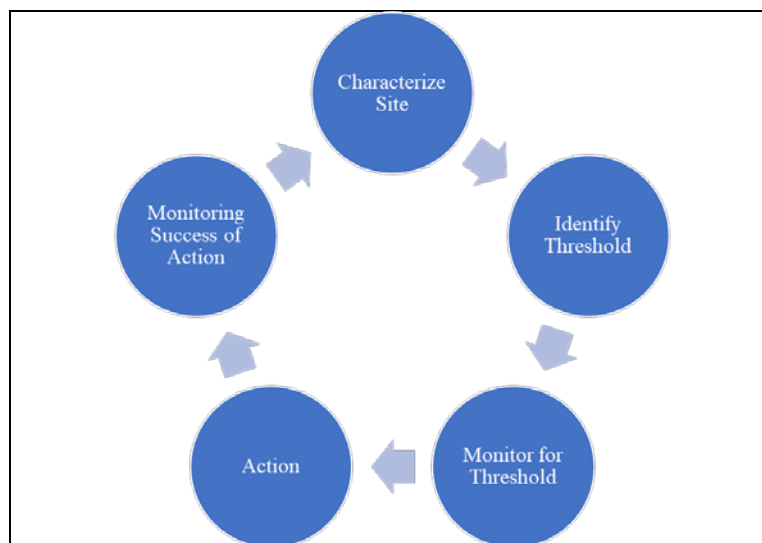 Characterize
Site
Identify
Threshold
Monitor for
Threshold
Action
Monitoring
Success of
Action